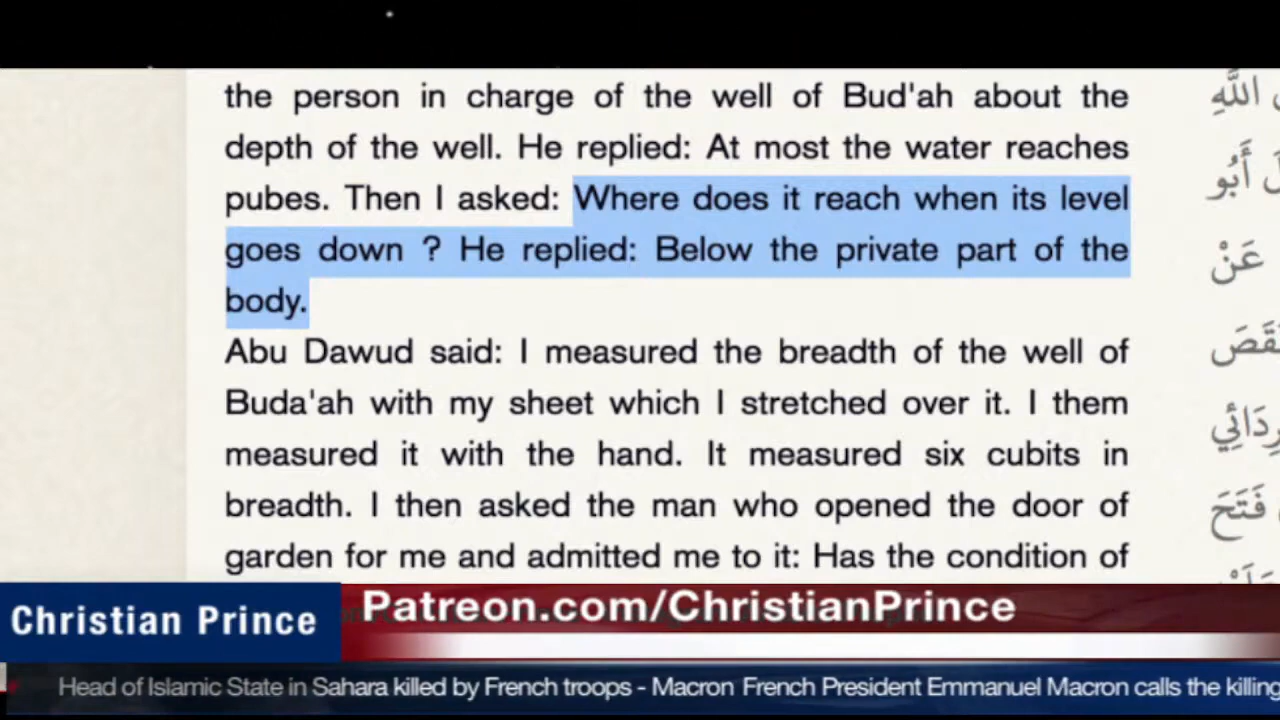 the person in charge of the well of Bud'ah about the
depth of the well. He replied: At most the water reaches
pubes. Then I asked: Where does it reach when its level
goes down ? He replied: Below the private part of the
body.
Abu Dawud said: I measured the breadth of the well of
Buda'ah with my sheet which I stretched over it. I them
measured it with the hand. It measured six cubits in
breadth. I then asked the man who opened the door of
garden for me and admitted me to it: Has the condition of
اللَّهِ
أَبُو
عَنْ
فَتَحَ
Christian Prince
Patreon.com/ChristianPrince
Head of Islamic State in Sahara killed by French troops - Macron French President Emmanuel Macron calls the killing